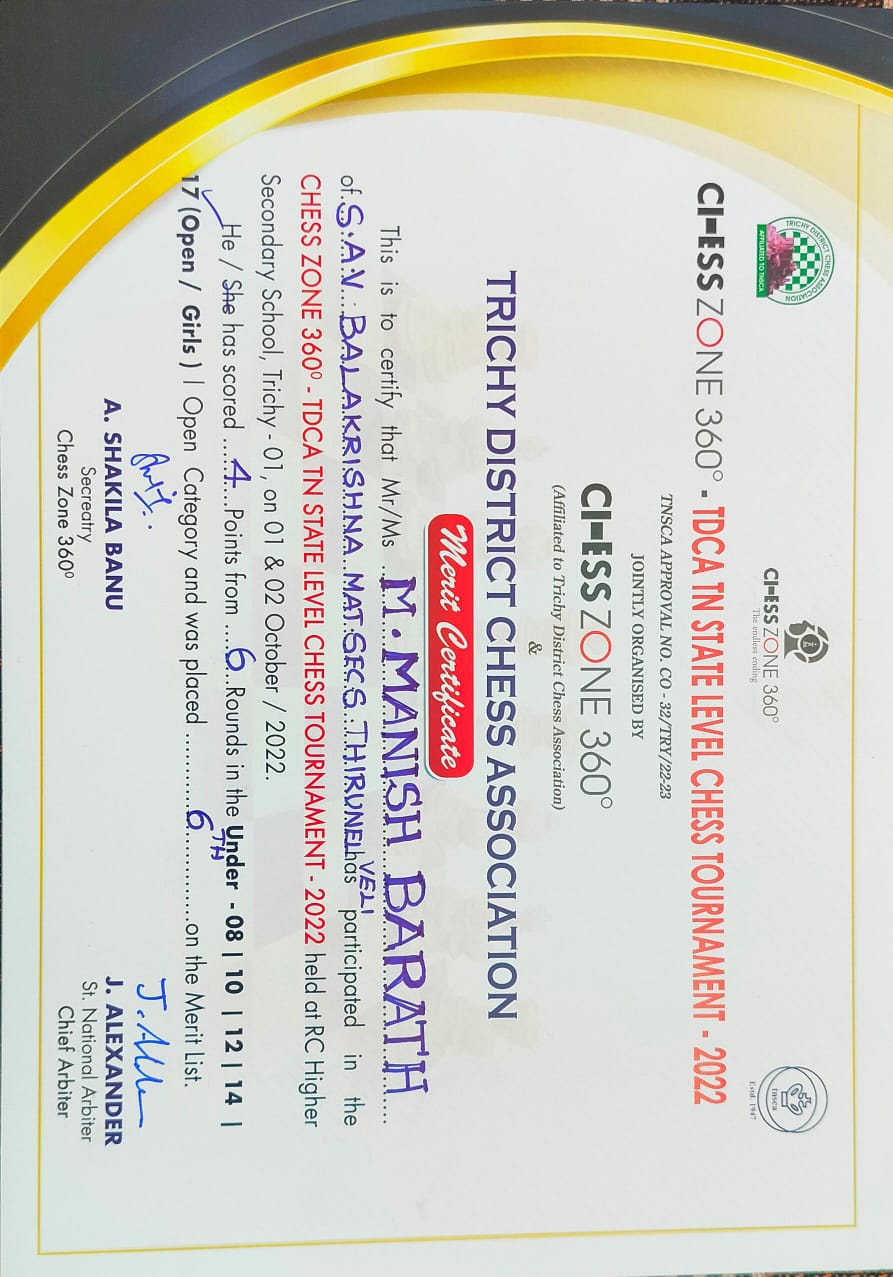 TRICHY DISTRICT CHESS ASSOCIATION
AFFILIATED TO TNSCA
CHESS ZONE 360°
The endless ending
tnsca
Estd. 1947
CHESS ZONE 360° - TDCA TN STATE LEVEL CHESS TOURNAMENT - 2022
TNSCA APPROVAL NO. CO - 32/TRY/22-23
JOINTLY ORGANISED BY
CHESS ZONE 360°
(Affiliated to Trichy District Chess Association)
&
TRICHY DISTRICT CHESS ASSOCIATION
Merit Certificate
This is to certify that Mr/Ms ...M. MANISH BARATH......
of. S.A.V...BALAKRISHNA..MAT.SECS..THIRUNELVELI has participated in the
CHESS ZONE 360° - TDCA TN STATE LEVEL CHESS TOURNAMENT - 2022 held at RC Higher
Secondary School, Trichy - 01, on 01 & 02 October / 2022.
He / She has scored .....4....Points from ....6...Rounds in the Under - 08 | 10 | 12 | 14 |
17 (Open / Girls ) | Open Category and was placed ............6TH...............on the Merit List.
A. SHAKILA BANU
Secreatry
Chess Zone 360°
J. ALEXANDER
St. National Arbiter
Chief Arbiter